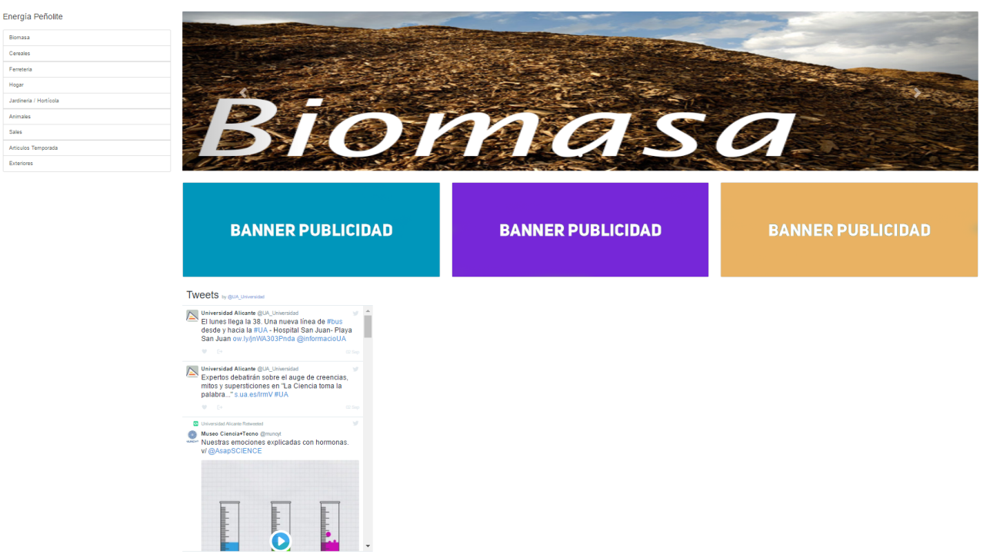 Energía Peñolite
Biomasa
Cereales
Ferreteria
Hogar
Jardineria / Hortícola
Animales
Sales
Articulos Temporada
Exteriores
Biomasa
BANNER PUBLICIDAD
BANNER PUBLICIDAD
BANNER PUBLICIDAD
Tweets by @UA_Universidad
Universidad Alicante @UA_Universidad
El lunes llega la 38. Una nueva línea de #bus
desde y hacia la #UA - Hospital San Juan- Playa
San Juan ow.ly/jnWA303Pnda @informacioUA
Universidad Alicante @UA_Universidad
Expertos debatirán sobre el auge de creencias,
mitos y supersticiones en "La Ciencia toma la
palabra..." s.ua.es/lrmV #UA
Universidad Alicante Retweeted
Museo Ciencia+Tecno @muncyt
Nuestras emociones explicadas con hormonas.
v/ @AsapSCIENCE